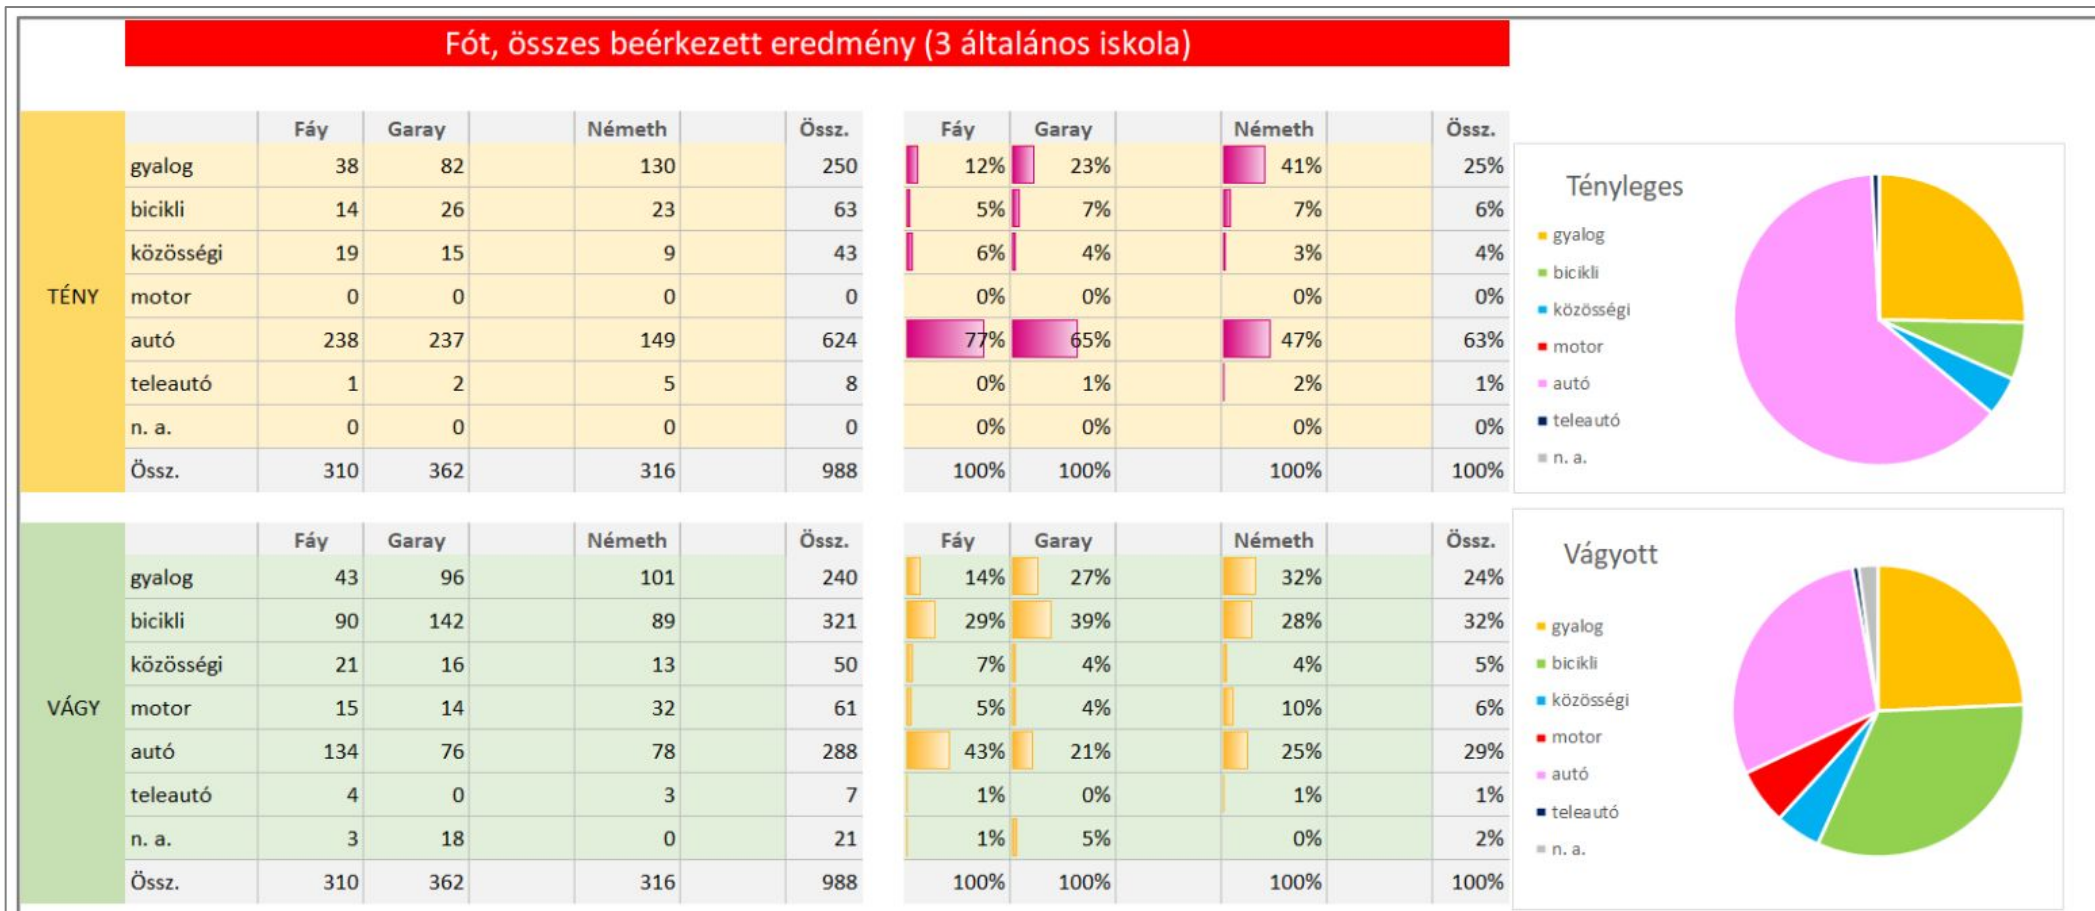 Fót, összes beérkezett eredmény (3 általános iskola)
Fáy Garay Németh Össz. Fáy Garay Németh Össz.
gyalog 38 82 130 250 12% 23% 41% 25%
bicikli 14 26 23 63 5% 7% 7% 6%
közösségi 19 15 9 43 6% 4% 3% 4%
TÉNY motor 0 0 0 0 0% 0% 0% 0%
autó 238 237 149 624 77% 65% 47% 63%
teleautó 1 2 5 8 0% 1% 2% 1%
n. a. 0 0 0 0 0% 0% 0% 0%
Össz. 310 362 316 988 100% 100% 100% 100%
Tényleges
gyalog
bicikli
közösségi
motor
autó
teleautó
n. a.
Fáy Garay Németh Össz. Fáy Garay Németh Össz.
gyalog 43 96 101 240 14% 27% 32% 24%
bicikli 90 142 89 321 29% 39% 28% 32%
közösségi 21 16 13 50 7% 4% 4% 5%
VÁGY motor 15 14 32 61 5% 4% 10% 6%
autó 134 76 78 288 43% 21% 25% 29%
teleautó 4 0 3 7 1% 0% 1% 1%
n. a. 3 18 0 21 1% 5% 0% 2%
Össz. 310 362 316 988 100% 100% 100% 100%
Vágyott
gyalog
bicikli
közösségi
motor
autó
teleautó
n. a.